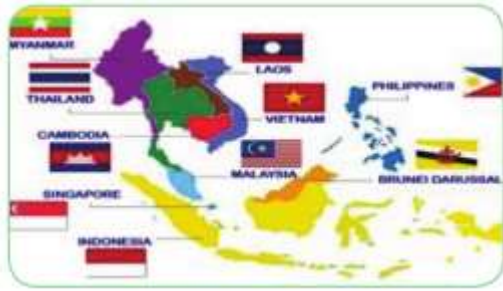 MYANMAR
LAOS
THAILAND
PHILIPPINES
VIETNAM
CAMBODIA
MALAYSIA
BRUNEI DARUSSAL
SINGAPORE
INDONESIA